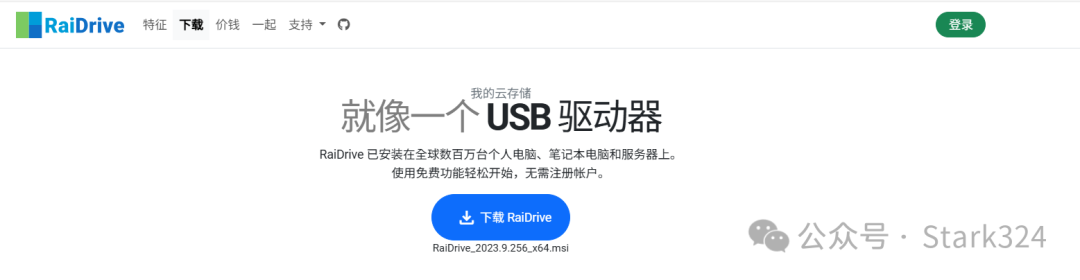 RaiDrive 特征 下载 价钱 一起 支持 登录
我的云存储
就像一个 USB 驱动器
RaiDrive 已安装在全球数百万台个人电脑、笔记本电脑和服务器上。
使用免费功能轻松开始，无需注册帐户。
下载 RaiDrive
RaiDrive_2023.9.256_x64.msi
公众号 · Stark324